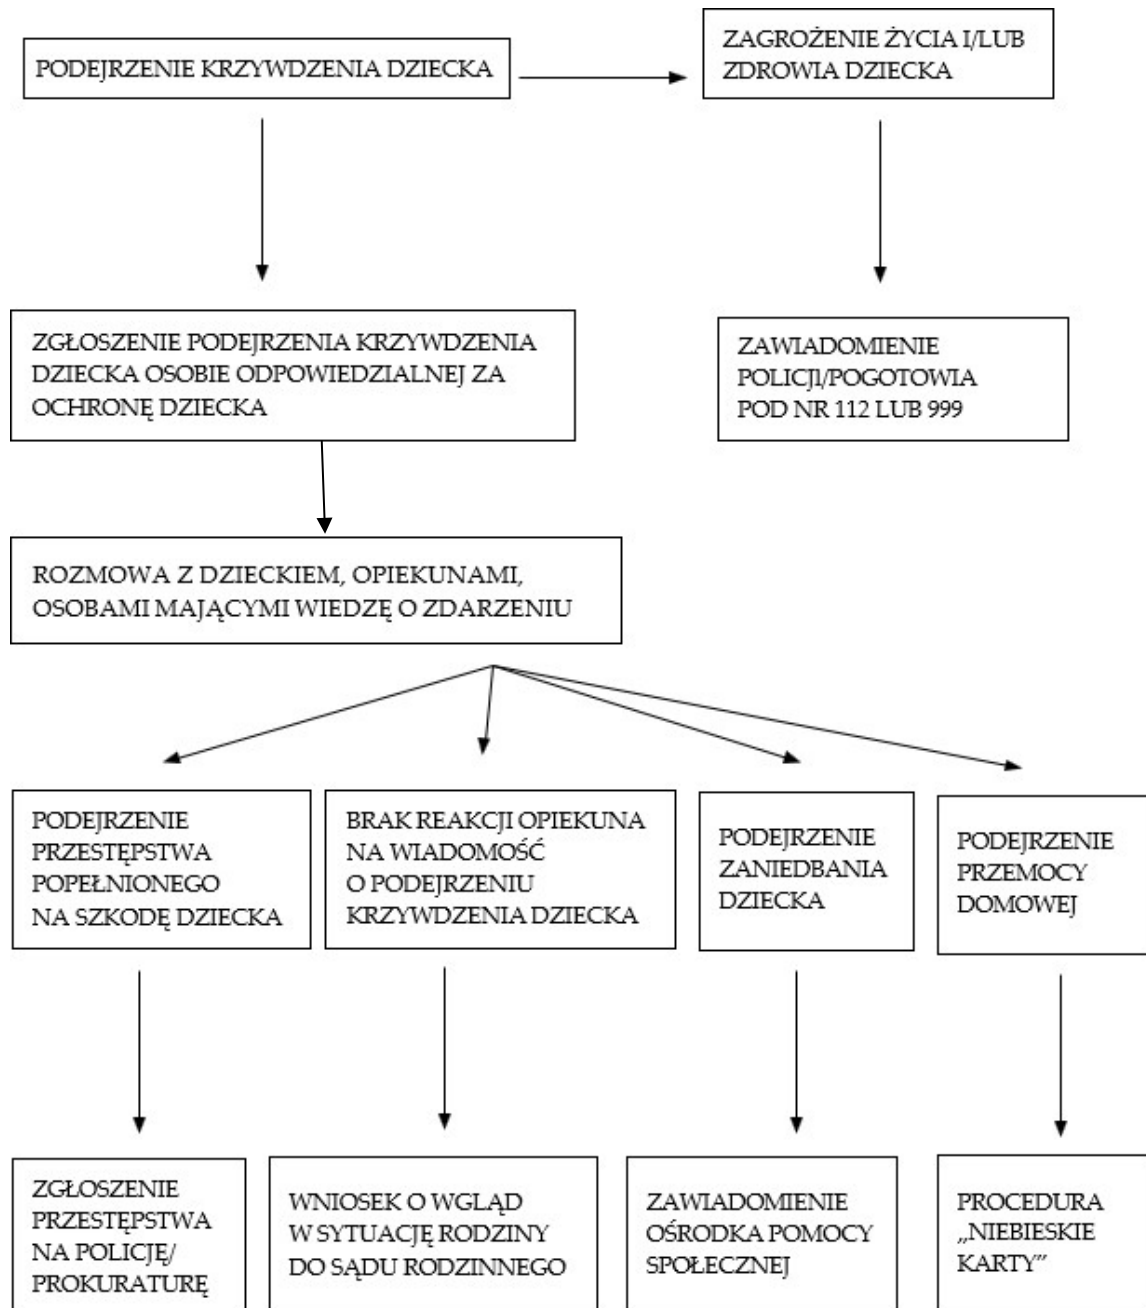 PODEJRZENIE KRZYWDZENIA DZIECKA
ZAGROŻENIE ŻYCIA I/LUB
ZDROWIA DZIECKA
ZGŁOSZENIE PODEJRZENIA KRZYWDZENIA
DZIECKA OSOBIE ODPOWIEDZIALNEJ ZA
OCHRONĘ DZIECKA
ZAWIADOMIENIE
POLICJI/POGOTOWIA
POD NR 112 LUB 999
ROZMOWA Z DZIECKIEM, OPIEKUNAMI,
OSOBAMI MAJĄCYMI WIEDZĘ O ZDARZENIU
PODEJRZENIE
PRZESTĘPSTWA
POPEŁNIONEGO
NA SZKODĘ DZIECKA
BRAK REAKCJI OPIEKUNA
NA WIADOMOŚĆ
O PODEJRZENIU
KRZYWDZENIA DZIECKA
PODEJRZENIE
ZANIEDBANIA
DZIECKA
PODEJRZENIE
PRZEMOCY
DOMOWEJ
ZGŁOSZENIE
PRZESTĘPSTWA
NA POLICJĘ/
PROKURATURĘ
WNIOSEK O WGLĄD
W SYTUACJĘ RODZINY
DO SĄDU RODZINNEGO
ZAWIADOMIENIE
OŚRODKA POMOCY
SPOŁECZNEJ
PROCEDURA
„NIEBIESKIE
KARTY”